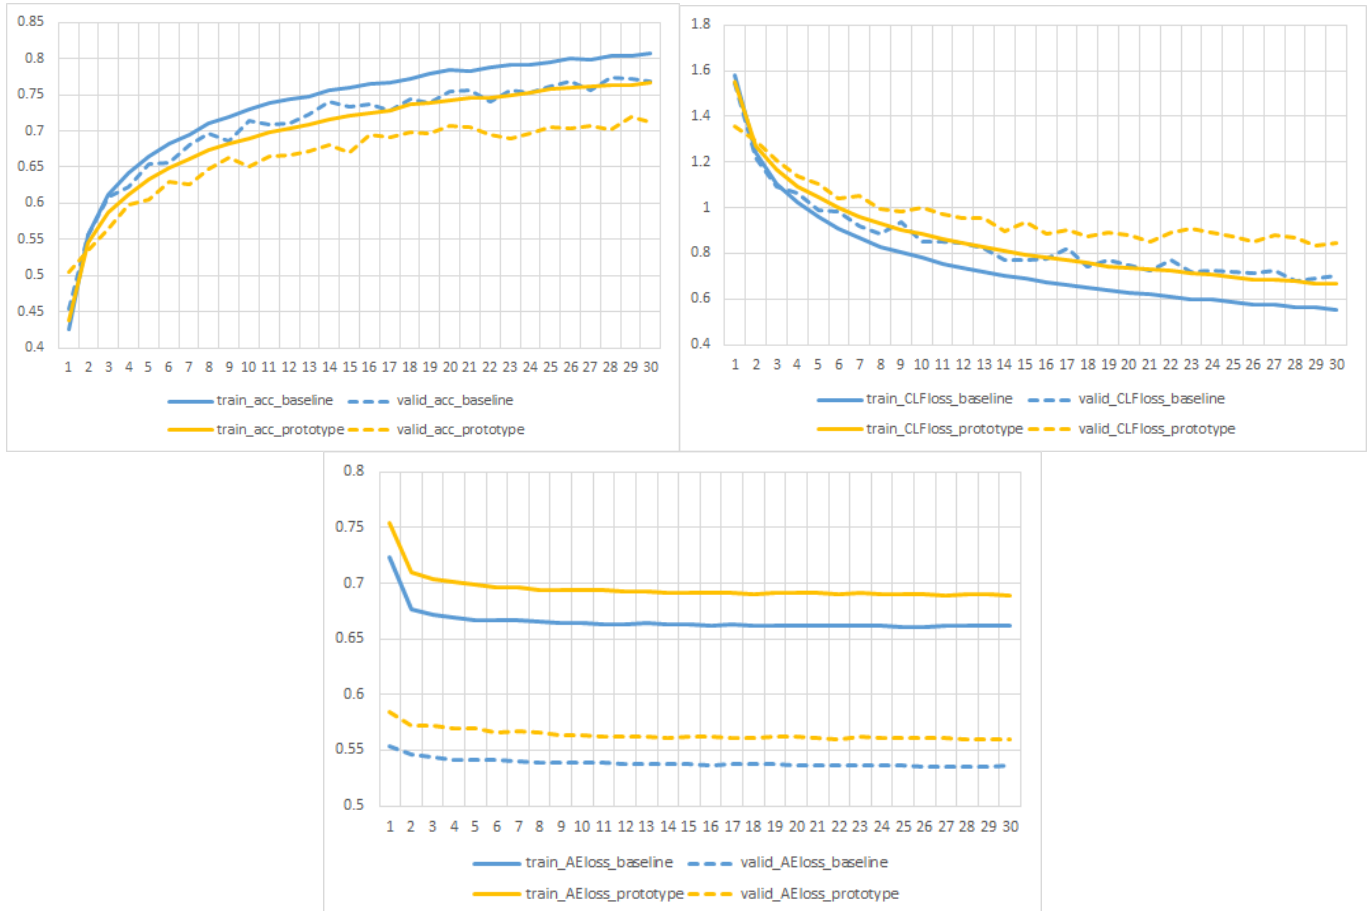 0.85
0.8
0.75
0.7
0.65
0.6
0.55
0.5
0.45
0.4
1 2 3 4 5 6 7 8 9 10 11 12 13 14 15 16 17 18 19 20 21 22 23 24 25 26 27 28 29 30
train_acc_baseline valid_acc_baseline
train_acc_prototype valid_acc_prototype
1.8
1.6
1.4
1.2
1
0.8
0.6
0.4
1 2 3 4 5 6 7 8 9 10 11 12 13 14 15 16 17 18 19 20 21 22 23 24 25 26 27 28 29 30
train_CLFloss_baseline valid_CLFloss_baseline
train_CLFloss_prototype valid_CLFloss_prototype
0.8
0.75
0.7
0.65
0.6
0.55
0.5
1 2 3 4 5 6 7 8 9 10 11 12 13 14 15 16 17 18 19 20 21 22 23 24 25 26 27 28 29 30
train_AEloss_baseline valid_AEloss_baseline
train_AEloss_prototype valid_AEloss_prototype